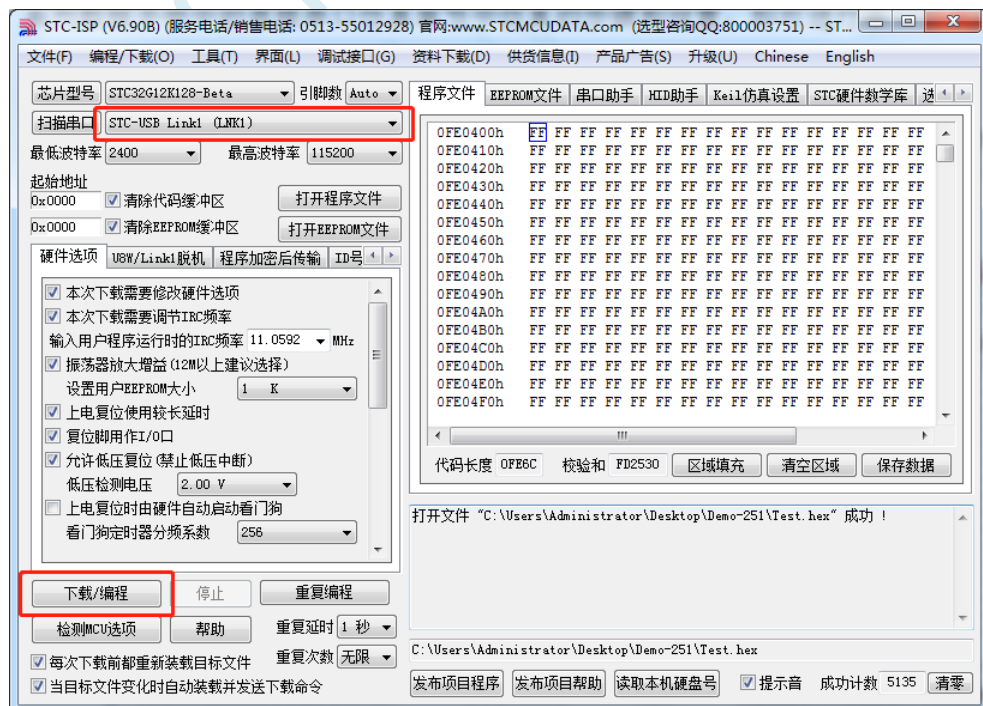 STC-ISP (V6.90B) (服务电话/销售电话: 0513-55012928) 官网:www.STCMCUDATA.com (选型咨询QQ:800003751) -- ST...
文件(F) 编程/下载(O) 工具(T) 界面(L) 调试接口(G) 资料下载(D) 供货信息(I) 产品广告(S) 升级(U) Chinese English
芯片型号 STC32G12K128-Beta 引脚数 Auto
扫描串口 STC-USB Link1 (LNK1)
最低波特率 2400 最高波特率 115200
起始地址
0x0000 清除代码缓冲区 打开程序文件
0x0000 清除EEPROM缓冲区 打开EEPROM文件
硬件选项 U8W/Link1脱机 程序加密后传输 ID号
本次下载需要修改硬件选项
本次下载需要调节IRC频率
输入用户程序运行时的IRC频率 11.0592 MHz
振荡器放大增益(12M以上建议选择)
设置用户EEPROM大小 1 K
上电复位使用较长延时
复位脚用作I/O口
允许低压复位(禁止低压中断)
低压检测电压 2.00 V
上电复位时由硬件自动启动看门狗
看门狗定时器分频系数 256
下载/编程 停止 重复编程
检测MCU选项 帮助 重复延时 1 秒
每次下载前都重新装载目标文件 重复次数 无限
当目标文件变化时自动装载并发送下载命令
程序文件 EEPROM文件 串口助手 HID助手 Keil仿真设置 STC硬件数学库 选
0FE0400h FF FF FF FF FF FF FF FF FF FF FF FF FF FF FF FF
0FE0410h FF FF FF FF FF FF FF FF FF FF FF FF FF FF FF FF
0FE0420h FF FF FF FF FF FF FF FF FF FF FF FF FF FF FF FF
0FE0430h FF FF FF FF FF FF FF FF FF FF FF FF FF FF FF FF
0FE0440h FF FF FF FF FF FF FF FF FF FF FF FF FF FF FF FF
0FE0450h FF FF FF FF FF FF FF FF FF FF FF FF FF FF FF FF
0FE0460h FF FF FF FF FF FF FF FF FF FF FF FF FF FF FF FF
0FE0470h FF FF FF FF FF FF FF FF FF FF FF FF FF FF FF FF
0FE0480h FF FF FF FF FF FF FF FF FF FF FF FF FF FF FF FF
0FE0490h FF FF FF FF FF FF FF FF FF FF FF FF FF FF FF FF
0FE04A0h FF FF FF FF FF FF FF FF FF FF FF FF FF FF FF FF
0FE04B0h FF FF FF FF FF FF FF FF FF FF FF FF FF FF FF FF
0FE04C0h FF FF FF FF FF FF FF FF FF FF FF FF FF FF FF FF
0FE04D0h FF FF FF FF FF FF FF FF FF FF FF FF FF FF FF FF
0FE04E0h FF FF FF FF FF FF FF FF FF FF FF FF FF FF FF FF
0FE04F0h FF FF FF FF FF FF FF FF FF FF FF FF FF FF FF FF
代码长度 0FE6C 校验和 FD2530 区域填充 清空区域 保存数据
打开文件 "C:\Users\Administrator\Desktop\Demo-251\Test.hex" 成功 !
C:\Users\Administrator\Desktop\Demo-251\Test.hex
发布项目程序 发布项目帮助 读取本机硬盘号 提示音 成功计数 5135 清零